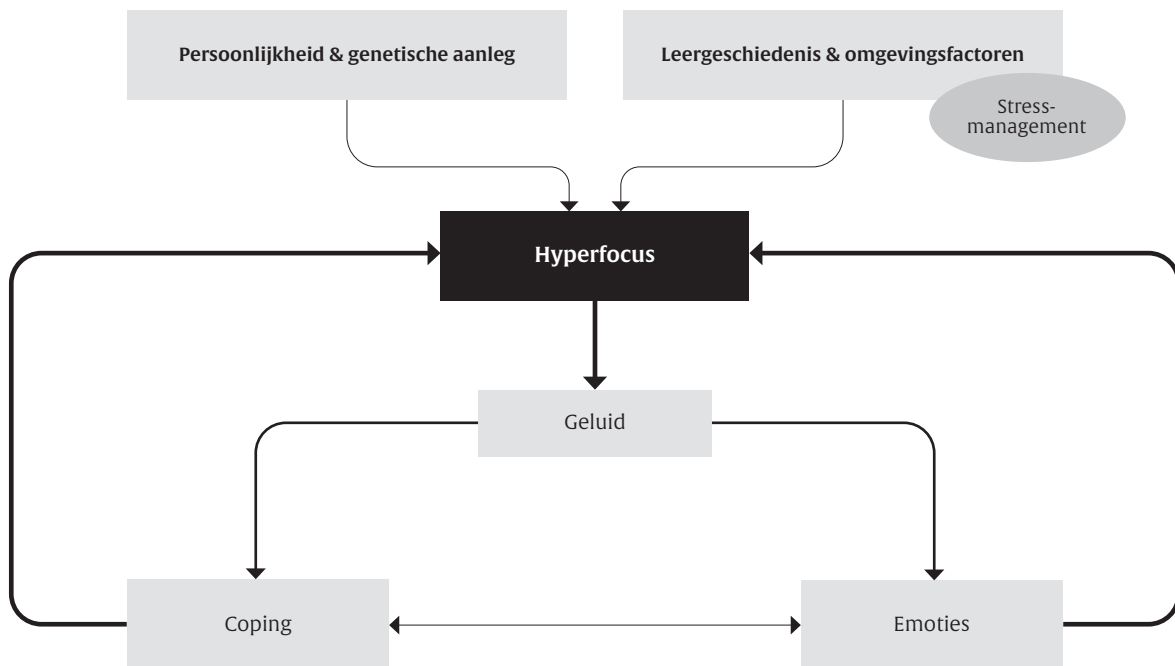 Persoonlijkheid & genetische aanleg
Leergeschiedenis & omgevingsfactoren
Stress-
management
Hyperfocus
Geluid
Coping
Emoties